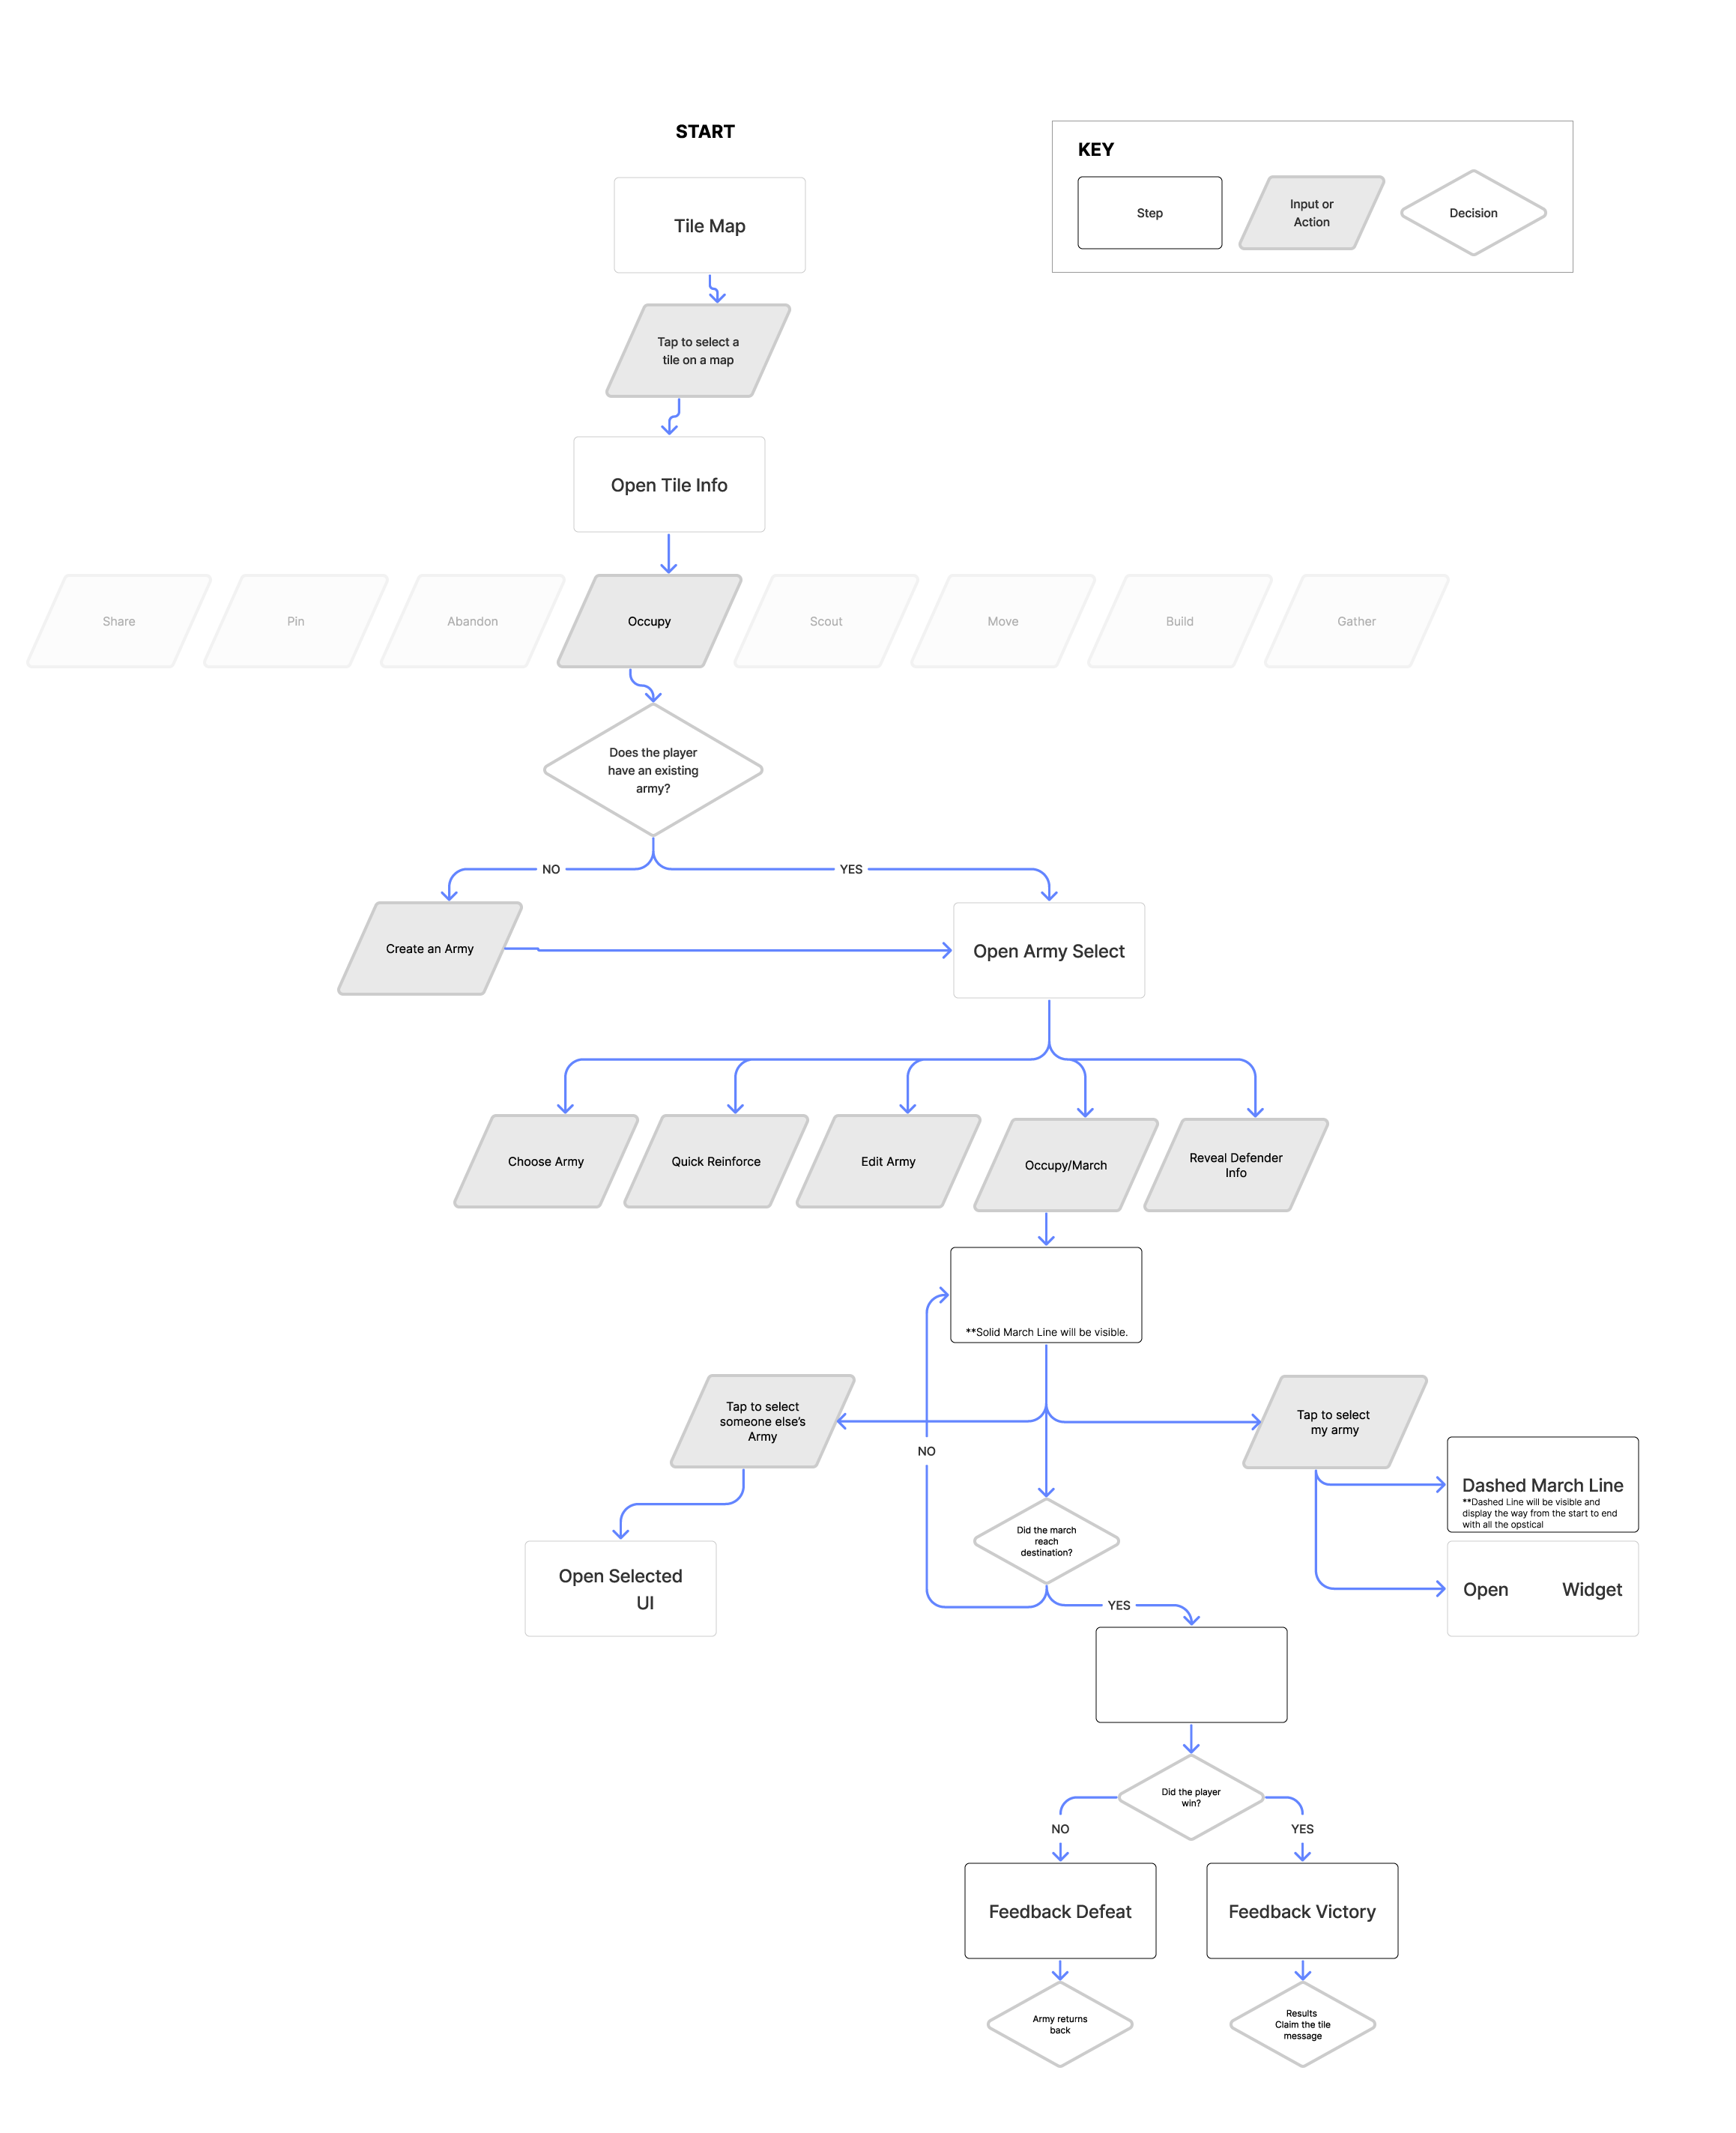 START
KEY
Step
Input or
Action
Decision
Tile Map
Tap to select a
tile on a map
Open Tile Info
Share
Pin
Abandon
Occupy
Scout
Move
Build
Gather
Does the player
have an existing
army?
NO
YES
Create an Army
Open Army Select
Choose Army
Quick Reinforce
Edit Army
Occupy/March
Reveal Defender
Info
**Solid March Line will be visible.
Tap to select
someone else's
Army
Tap to select
my army
NO
Dashed March Line
**Dashed Line will be visible and
display the way from the start to end
with all the opstical
Did the march
reach
destination?
Open Selected
UI
Open Widget
YES
Did the player
win?
NO
YES
Feedback Defeat
Feedback Victory
Army returns
back
Results
Claim the tile
message